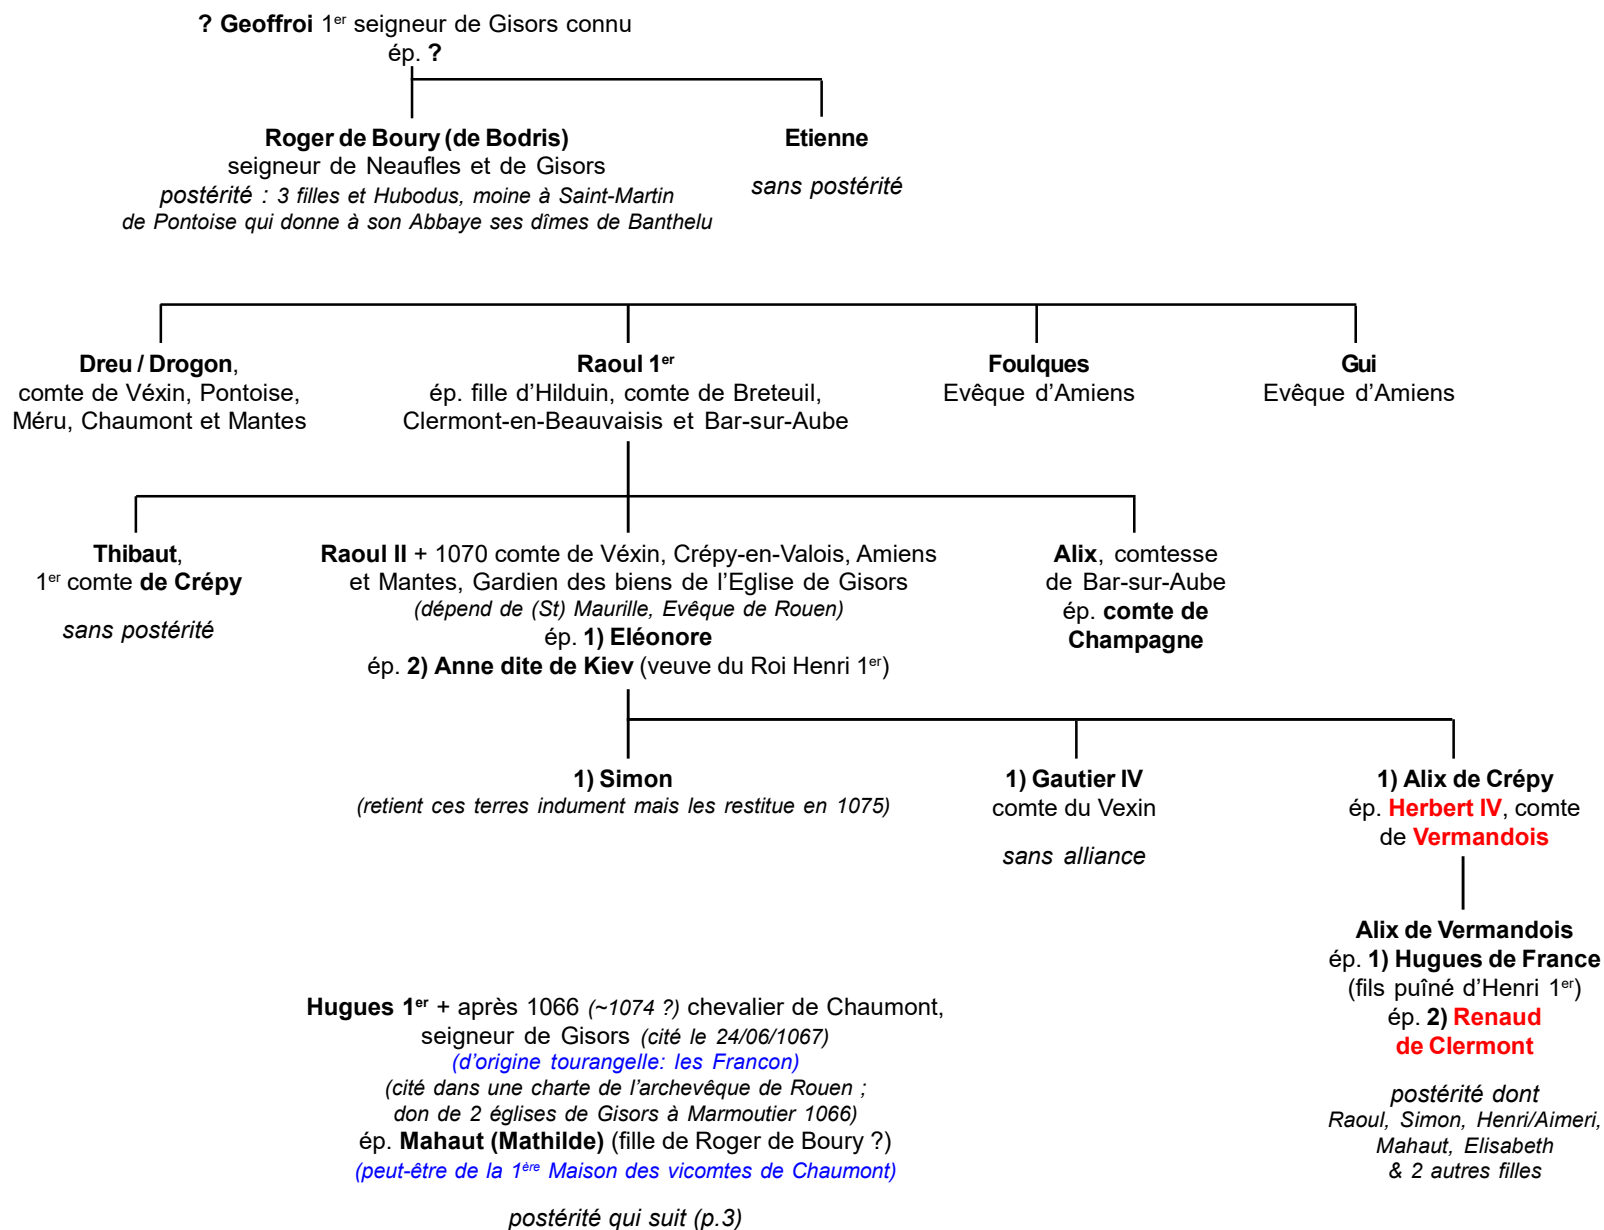 ? Geoffroi 1er seigneur de Gisors connu
ép. ?
Roger de Boury (de Bodris)
seigneur de Neaufles et de Gisors
postérité : 3 filles et Hubodus, moine à Saint-Martin
de Pontoise qui donne à son Abbaye ses dîmes de Banthelu
Etienne
sans postérité
Dreu / Drogon,
comte de Véxin, Pontoise,
Méru, Chaumont et Mantes
Raoul 1er
ép. fille d’Hilduin, comte de Breteuil,
Clermont-en-Beauvaisis et Bar-sur-Aube
Foulques
Evêque d’Amiens
Gui
Evêque d’Amiens
Thibaut,
1er comte de Crépy
sans postérité
Raoul II + 1070 comte de Véxin, Crépy-en-Valois, Amiens
et Mantes, Gardien des biens de l’Eglise de Gisors
(dépend de (St) Maurille, Evêque de Rouen)
ép. 1) Eléonore
ép. 2) Anne dite de Kiev (veuve du Roi Henri 1er)
Alix, comtesse
de Bar-sur-Aube
ép. comte de
Champagne
1) Simon
(retient ces terres indument mais les restitue en 1075)
1) Gautier IV
comte du Vexin
sans alliance
1) Alix de Crépy
ép. Herbert IV, comte
de Vermandois
Alix de Vermandois
ép. 1) Hugues de France
(fils puîné d’Henri 1er)
ép. 2) Renaud
de Clermont
postérité dont
Raoul, Simon, Henri/Aimeri,
Mahaut, Elisabeth
& 2 autres filles
Hugues 1er + après 1066 (~1074 ?) chevalier de Chaumont,
seigneur de Gisors (cité le 24/06/1067)
(d’origine tourangelle: les Francon)
(cité dans une charte de l’archevêque de Rouen ;
don de 2 églises de Gisors à Marmoutier 1066)
ép. Mahaut (Mathilde) (fille de Roger de Boury ?)
(peut-être de la 1ère Maison des vicomtes de Chaumont)
postérité qui suit (p.3)